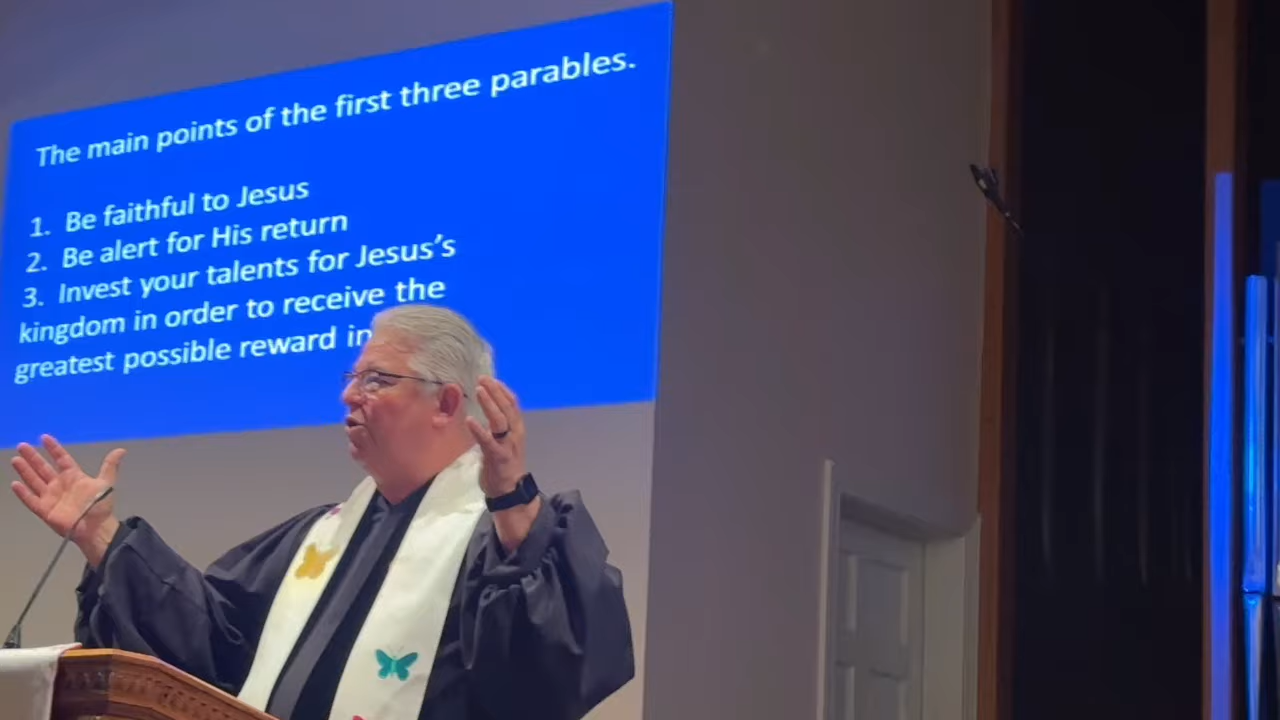 The main points of the first three parables.
1. Be faithful to Jesus
2. Be alert for His return
3. Invest your talents for Jesus's
kingdom in order to receive the
greatest possible reward in